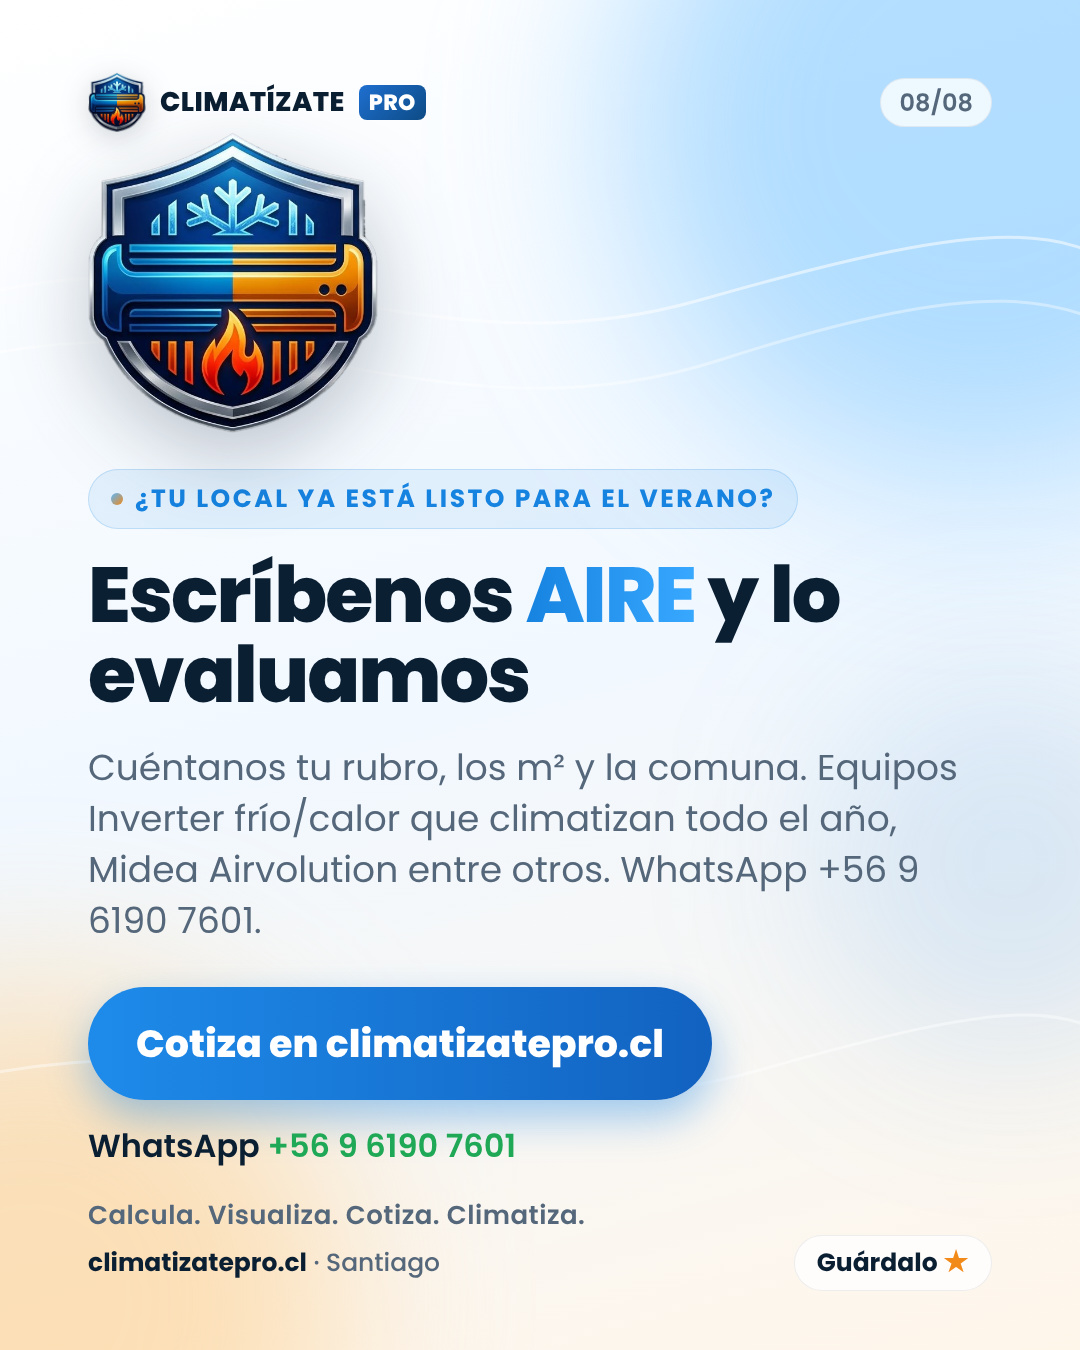 CLIMATÍZATE PRO
08/08
¿TU LOCAL YA ESTÁ LISTO PARA EL VERANO?
Escríbenos AIRE y lo
evaluamos
Cuéntanos tu rubro, los m² y la comuna. Equipos
Inverter frío/calor que climatizan todo el año,
Midea Airvolution entre otros. WhatsApp +56 9
6190 7601.
Cotiza en climatizatepro.cl
WhatsApp +56 9 6190 7601
Calcula. Visualiza. Cotiza. Climatiza.
climatizatepro.cl · Santiago
Guárdalo ★